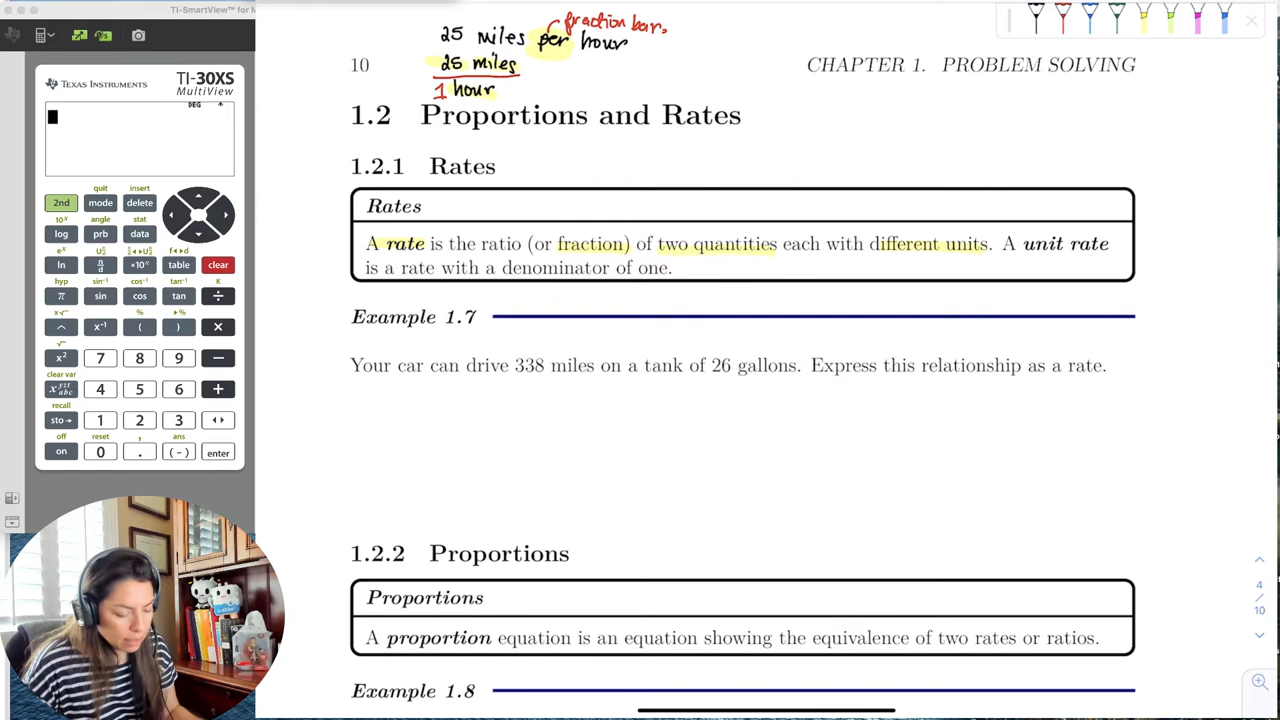 TI-SmartView™ for M
25 miles per hour
fraction bar.
25 miles
1 hour
10
CHAPTER 1. PROBLEM SOLVING
1.2 Proportions and Rates
1.2.1 Rates
Rates
A rate is the ratio (or fraction) of two quantities each with different units. A unit rate
is a rate with a denominator of one.
Example 1.7
Your car can drive 338 miles on a tank of 26 gallons. Express this relationship as a rate.
1.2.2 Proportions
Proportions
A proportion equation is an equation showing the equivalence of two rates or ratios.
Example 1.8
4
/
10
TEXAS INSTRUMENTS
TI-30XS
MultiView™
DEG
quit insert
2nd mode delete
10ˣ angle stat
log prb data
eˣ f◄►d
ln n/d ×10ⁿ table clear
hyp sin⁻¹ cos⁻¹ tan⁻¹ K
π sin cos tan ÷
% ►%
^ x⁻¹ ( ) ×
x² 7 8 9 −
clear var
x yzt abc 4 5 6 +
recall
sto→ 1 2 3 ◄►
off reset , ans
on 0 . (-) enter